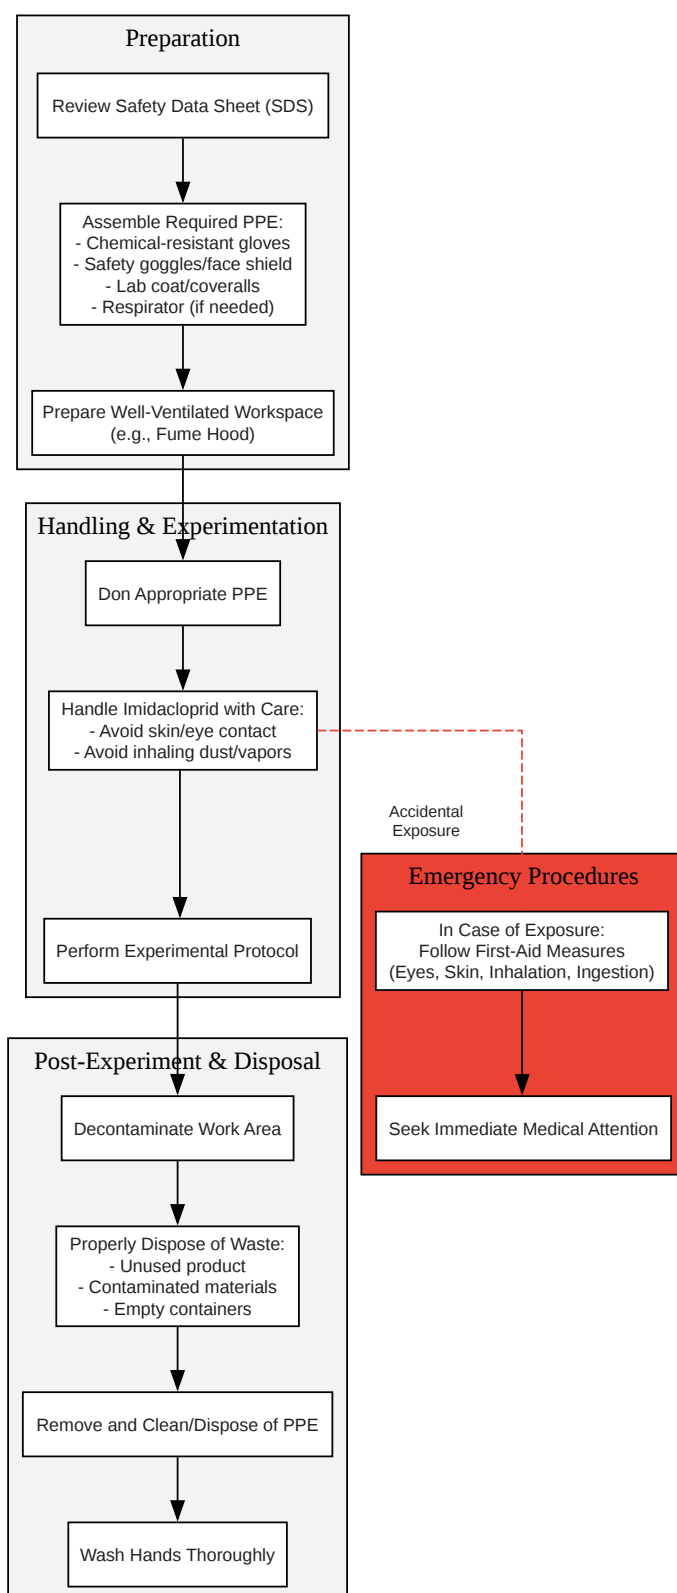 Preparation
Review Safety Data Sheet (SDS)
Assemble Required PPE:
- Chemical-resistant gloves
- Safety goggles/face shield
- Lab coat/coveralls
- Respirator (if needed)
Prepare Well-Ventilated Workspace
(e.g., Fume Hood)
Handling & Experimentation
Don Appropriate PPE
Handle Imidacloprid with Care:
- Avoid skin/eye contact
- Avoid inhaling dust/vapors
Accidental
Exposure
Perform Experimental Protocol
Emergency Procedures
In Case of Exposure:
Follow First-Aid Measures
(Eyes, Skin, Inhalation, Ingestion)
Seek Immediate Medical Attention
Post-Experiment & Disposal
Decontaminate Work Area
Properly Dispose of Waste:
- Unused product
- Contaminated materials
- Empty containers
Remove and Clean/Dispose of PPE
Wash Hands Thoroughly